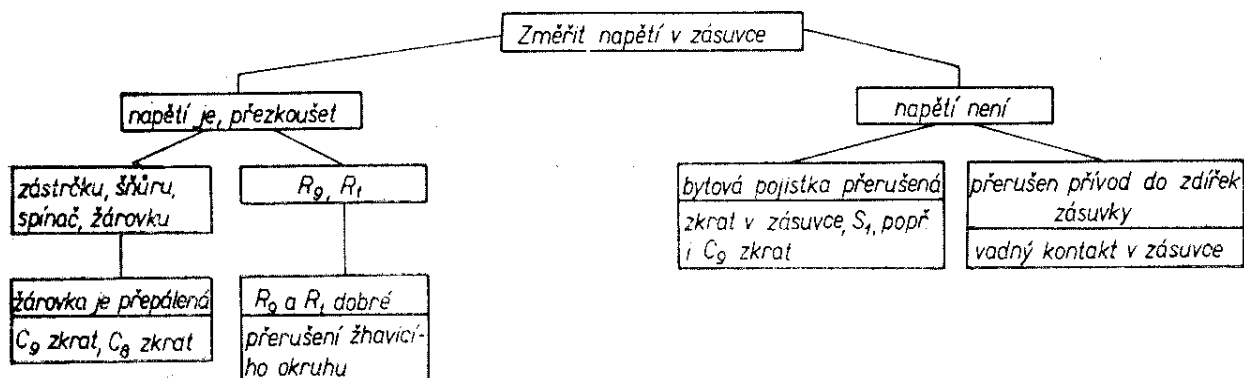 Změřit napětí v zásuvce
napětí je, přezkoušet
napětí není
zástrčku, šňůru,
spínač, žárovku
R9, Rt
bytová pojistka přerušená
zkrat v zásuvce, S1, popř
i C9 zkrat
přerušen přívod do zdířek
zásuvky
vadný kontakt v zásuvce
žárovka je přepálená
C9 zkrat, C8 zkrat
R9 a Rt dobré
přerušení žhavicí-
ho okruhu